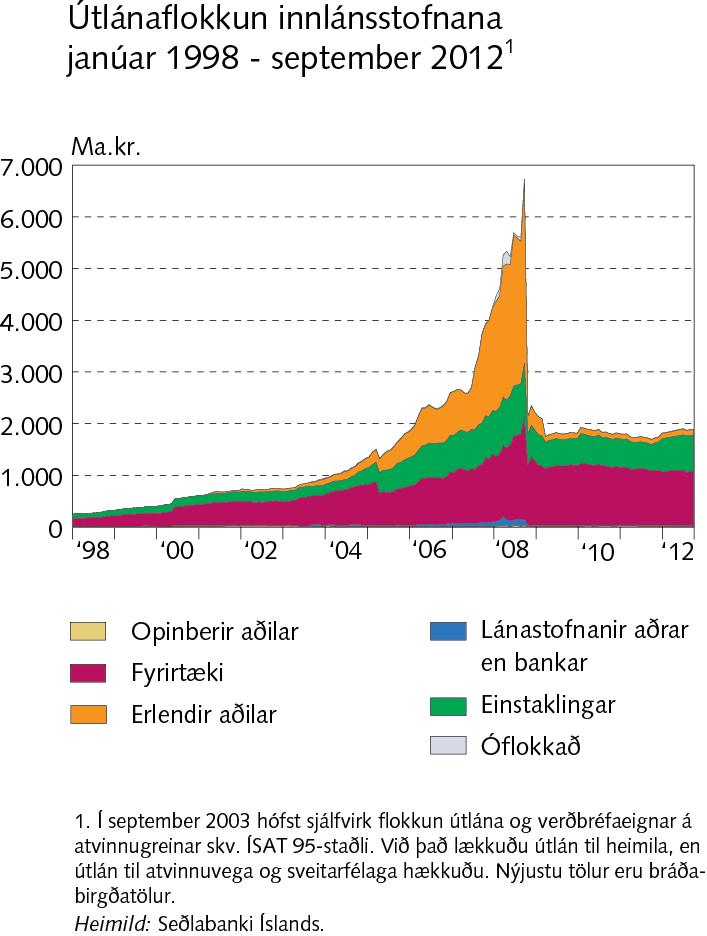 Útlánaflokkun innlánsstofnana
janúar 1998 - september 2012¹
Ma.kr.
7.000
6.000
5.000
4.000
3.000
2.000
1.000
0
‘98 ‘00 ‘02 ‘04 ‘06 ‘08 ‘10 ‘12
Opinberir aðilar
Fyrirtæki
Erlendir aðilar
Lánastofnanir aðrar
en bankar
Einstaklingar
Óflokkað
1. Í september 2003 hófst sjálfvirk flokkun útlána og verðbréfaeignar á
atvinnugreinar skv. ÍSAT 95-staðli. Við það lækkuðu útlán til heimila, en
útlán til atvinnuvega og sveitarfélaga hækkuðu. Nýjustu tölur eru bráða-
birgðatölur.
Heimild: Seðlabanki Íslands.